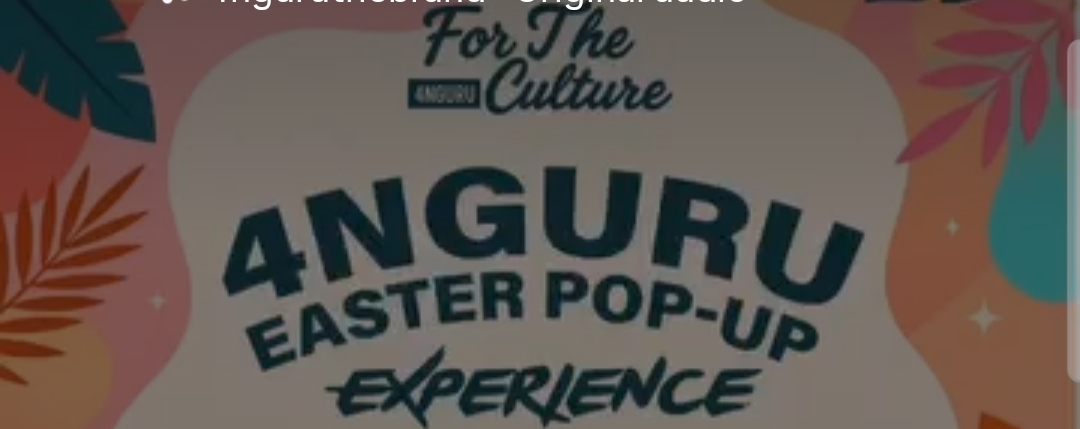 For The
4NGURU Culture
4NGURU
EASTER POP-UP
EXPERIENCE